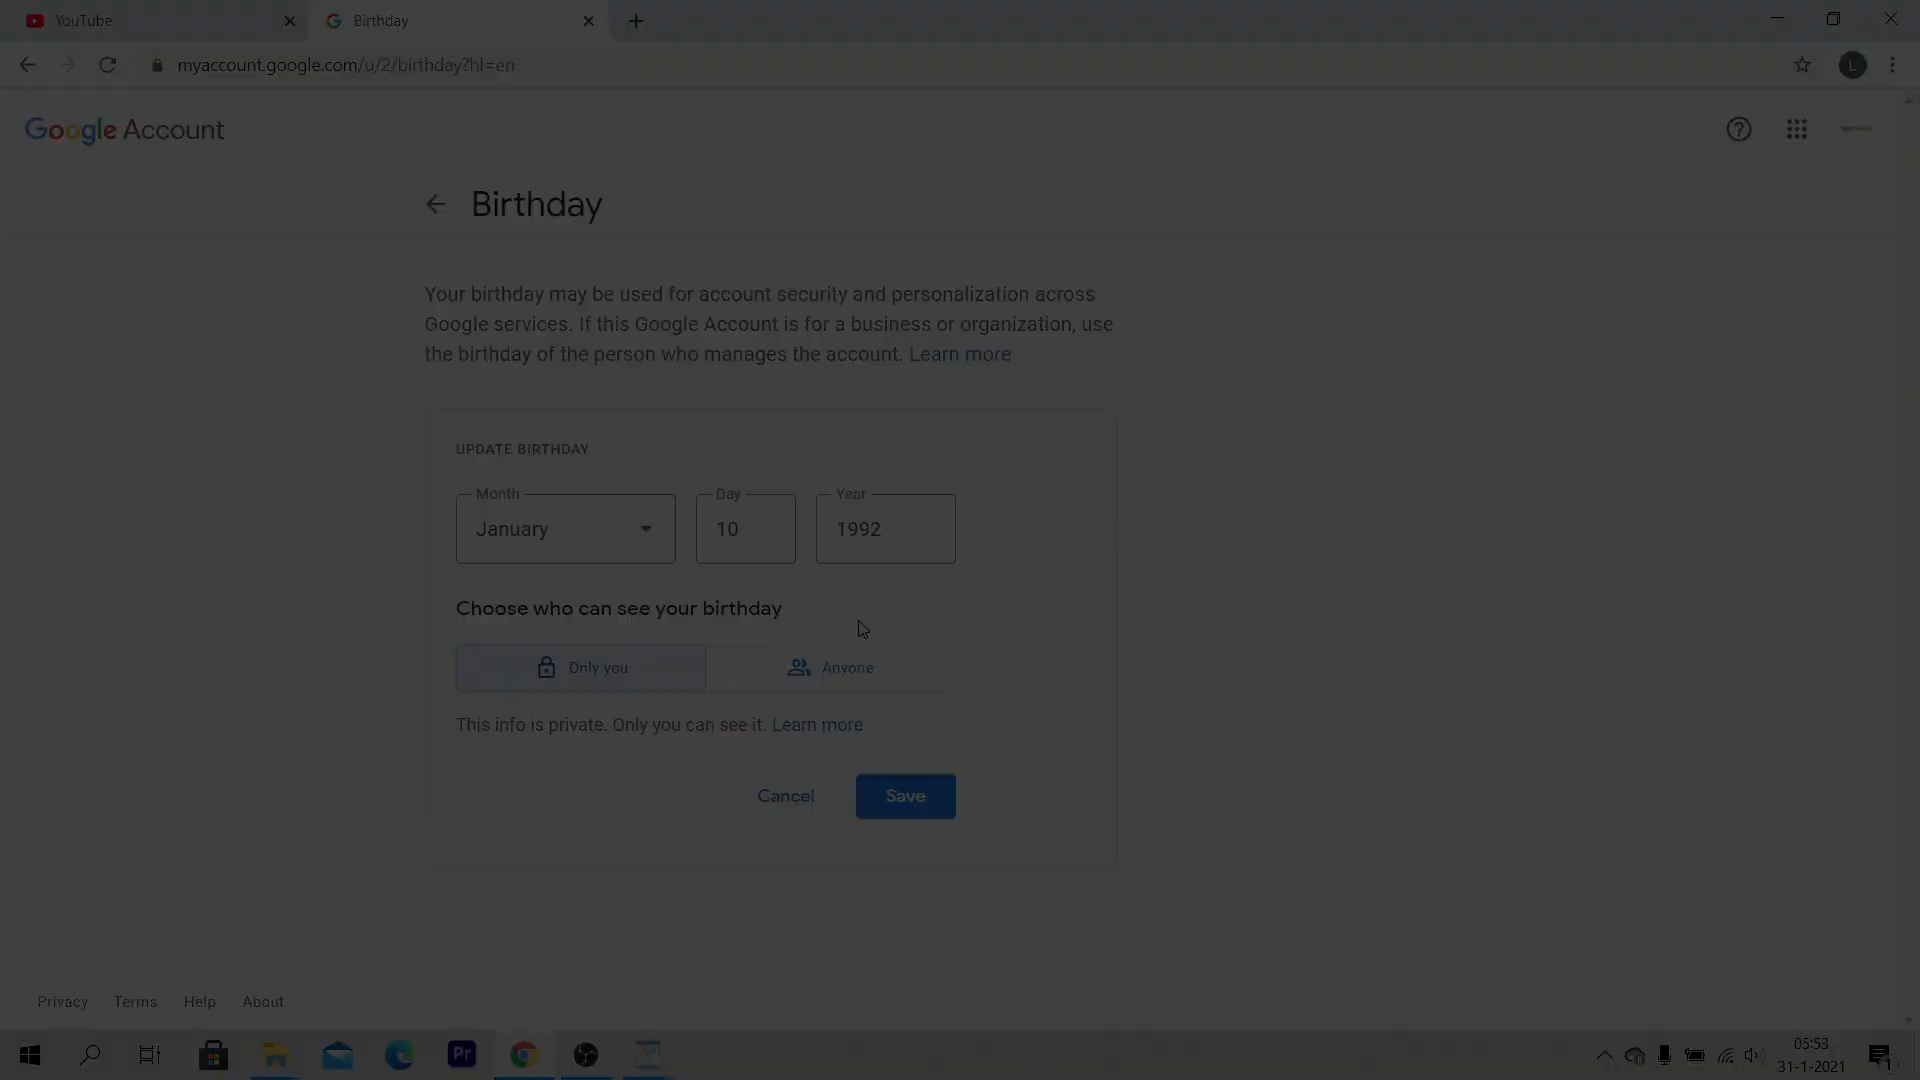 YouTube
Birthday
myaccount.google.com/u/2/birthday?hl=en
L
Google Account
Birthday
Your birthday may be used for account security and personalization across
Google services. If this Google Account is for a business or organization, use
the birthday of the person who manages the account. Learn more
UPDATE BIRTHDAY
Month
Day
Year
January
10
1992
Choose who can see your birthday
Only you
Anyone
This info is private. Only you can see it. Learn more
Cancel
Save
Privacy
Terms
Help
About
Pr
05:53
31-1-2021
1